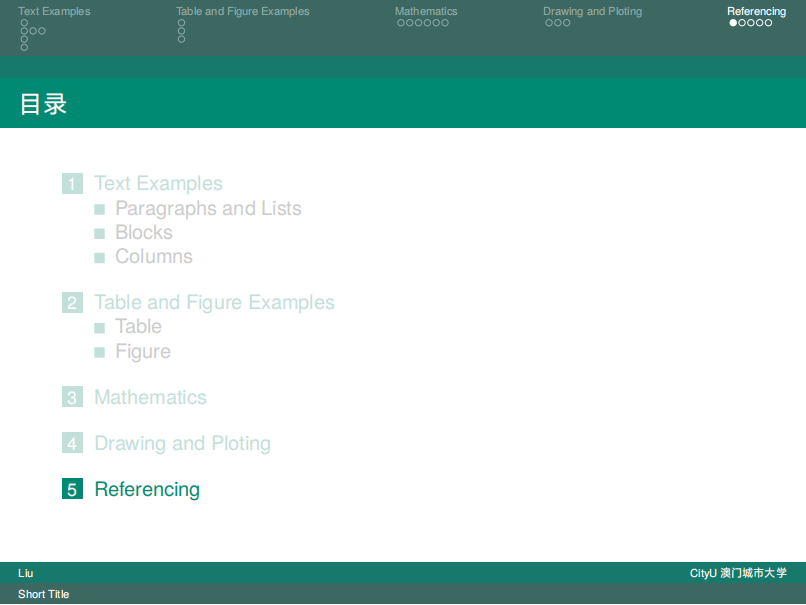 Text Examples
Table and Figure Examples
Mathematics
Drawing and Ploting
Referencing
目录
1 Text Examples
Paragraphs and Lists
Blocks
Columns
2 Table and Figure Examples
Table
Figure
3 Mathematics
4 Drawing and Ploting
5 Referencing
Liu
CityU 澳门城市大学
Short Title